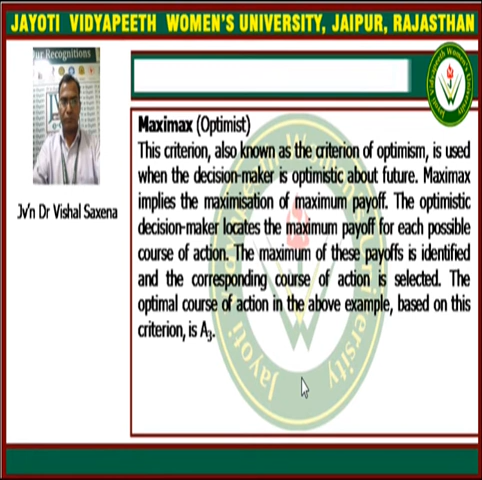 JAYOTI VIDYAPEETH WOMEN'S UNIVERSITY, JAIPUR, RAJASTHAN
ur Recognitions
Jv'n Dr Vishal Saxena
Maximax (Optimist)
This criterion, also known as the criterion of optimism, is used
when the decision-maker is optimistic about future. Maximax
implies the maximisation of maximum payoff. The optimistic
decision-maker locates the maximum payoff for each possible
course of action. The maximum of these payoffs is identified
and the corresponding course of action is selected. The
optimal course of action in the above example, based on this
criterion, is A₃.